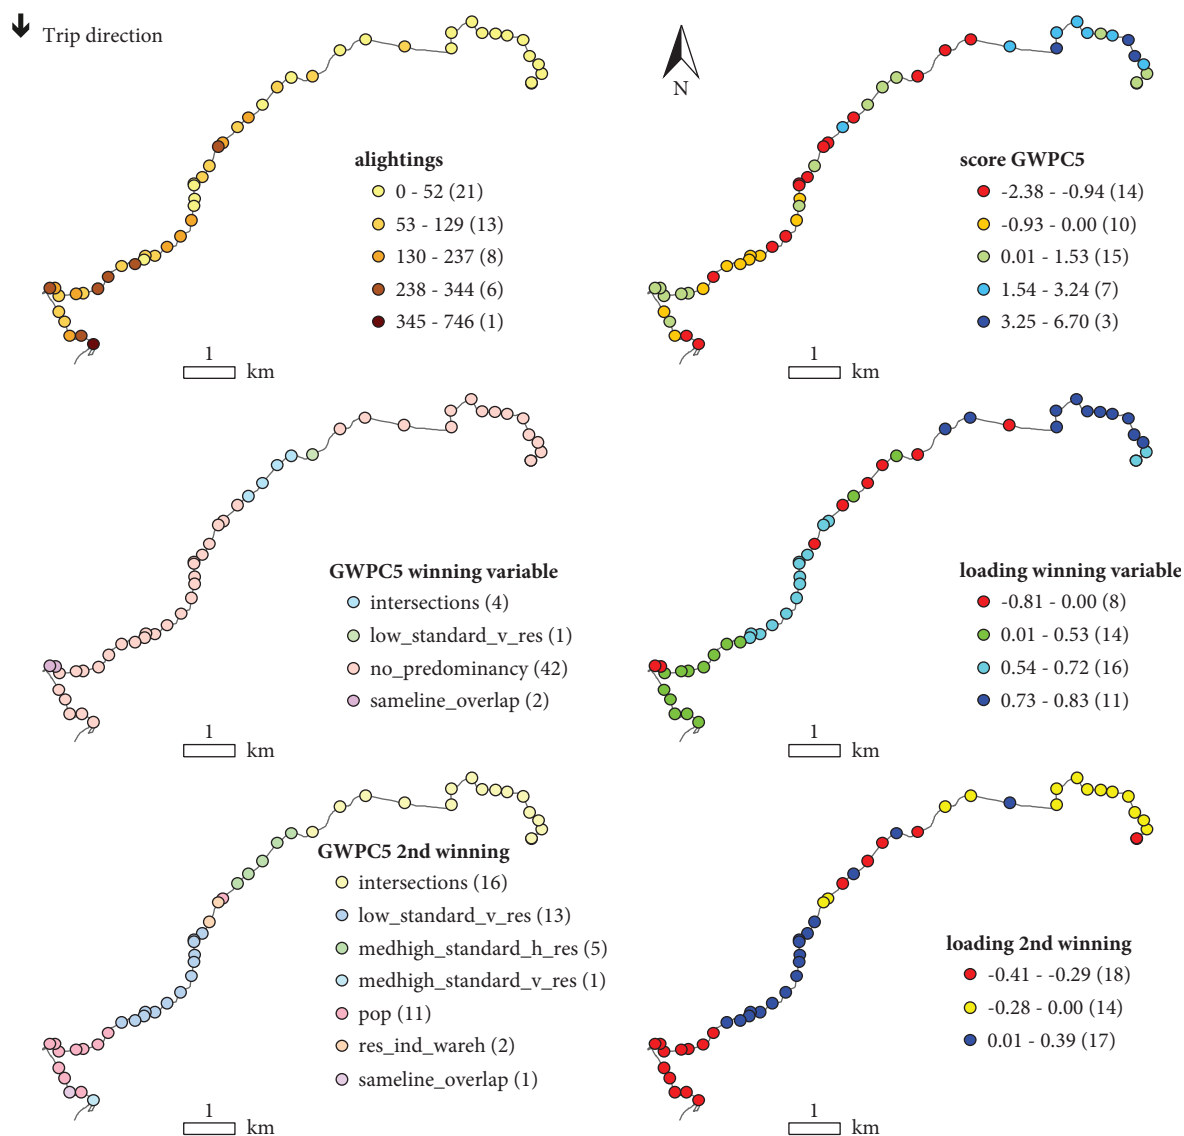 Trip direction
N
alightings
0 - 52 (21)
53 - 129 (13)
130 - 237 (8)
238 - 344 (6)
345 - 746 (1)
1
km
score GWPC5
-2.38 - -0.94 (14)
-0.93 - 0.00 (10)
0.01 - 1.53 (15)
1.54 - 3.24 (7)
3.25 - 6.70 (3)
1
km
GWPC5 winning variable
intersections (4)
low_standard_v_res (1)
no_predominancy (42)
sameline_overlap (2)
1
km
loading winning variable
-0.81 - 0.00 (8)
0.01 - 0.53 (14)
0.54 - 0.72 (16)
0.73 - 0.83 (11)
1
km
GWPC5 2nd winning
intersections (16)
low_standard_v_res (13)
medhigh_standard_h_res (5)
medhigh_standard_v_res (1)
pop (11)
res_ind_wareh (2)
sameline_overlap (1)
1
km
loading 2nd winning
-0.41 - -0.29 (18)
-0.28 - 0.00 (14)
0.01 - 0.39 (17)
1
km